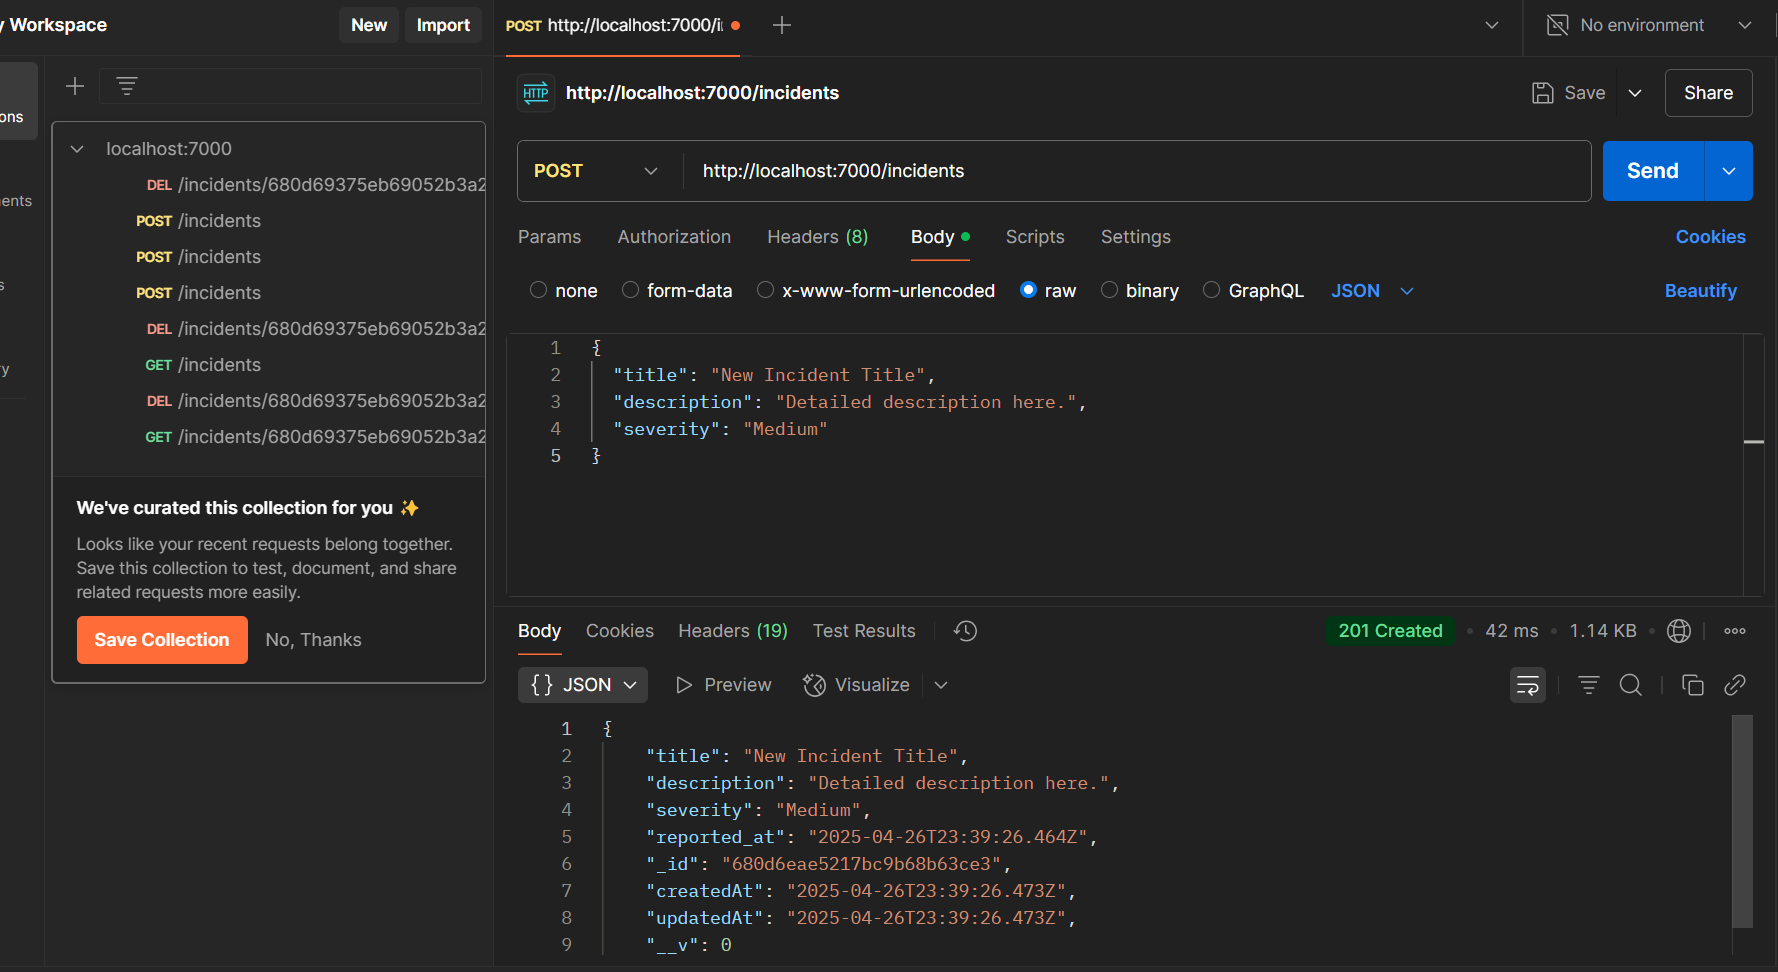 y Workspace
New
Import
POST http://localhost:7000/i
No environment
ons
ents
s
ry
localhost:7000
DEL /incidents/680d69375eb69052b3a2
POST /incidents
POST /incidents
POST /incidents
DEL /incidents/680d69375eb69052b3a2
GET /incidents
DEL /incidents/680d69375eb69052b3a2
GET /incidents/680d69375eb69052b3a2
We've curated this collection for you ✨
Looks like your recent requests belong together.
Save this collection to test, document, and share
related requests more easily.
Save Collection
No, Thanks
HTTP http://localhost:7000/incidents
Save
Share
POST
http://localhost:7000/incidents
Send
Params Authorization Headers (8) Body Scripts Settings
Cookies
none form-data x-www-form-urlencoded raw binary GraphQL JSON
Beautify
1 {
2 "title": "New Incident Title",
3 "description": "Detailed description here.",
4 "severity": "Medium"
5 }
Body Cookies Headers (19) Test Results
201 Created • 42 ms • 1.14 KB •
{} JSON Preview Visualize
1 {
2 "title": "New Incident Title",
3 "description": "Detailed description here.",
4 "severity": "Medium",
5 "reported_at": "2025-04-26T23:39:26.464Z",
6 "_id": "680d6eae5217bc9b68b63ce3",
7 "createdAt": "2025-04-26T23:39:26.473Z",
8 "updatedAt": "2025-04-26T23:39:26.473Z",
9 "__v": 0